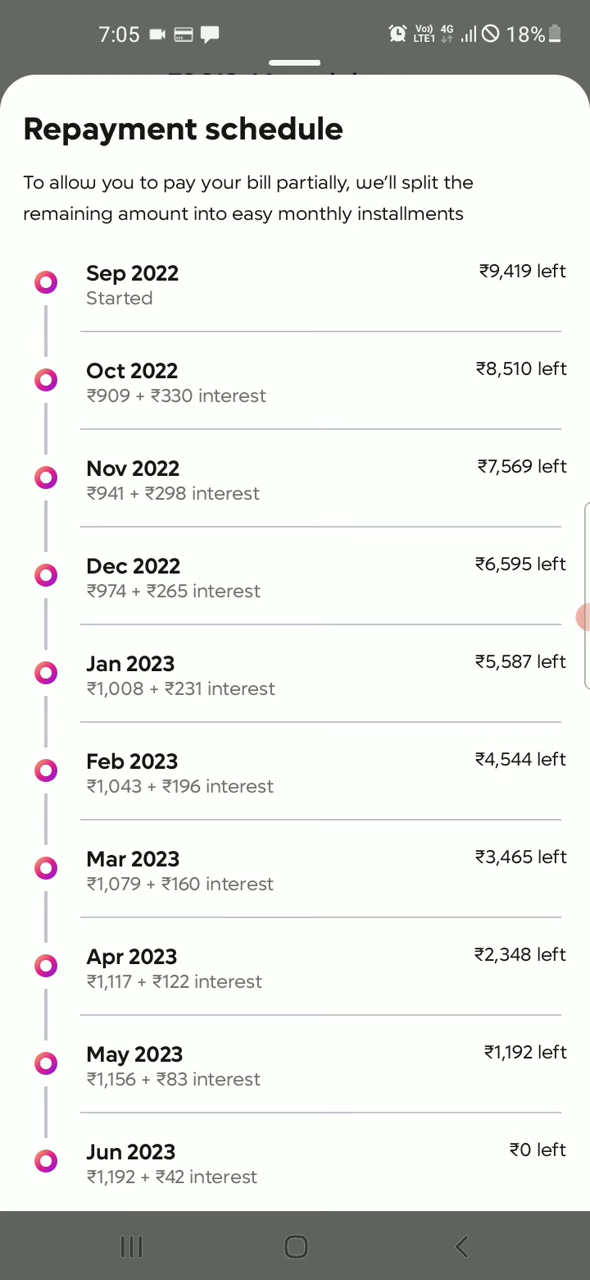 7:05
Vo)) 4G
LTE1
18%
Repayment schedule
To allow you to pay your bill partially, we'll split the
remaining amount into easy monthly installments
Sep 2022 ₹9,419 left
Started
Oct 2022 ₹8,510 left
₹909 + ₹330 interest
Nov 2022 ₹7,569 left
₹941 + ₹298 interest
Dec 2022 ₹6,595 left
₹974 + ₹265 interest
Jan 2023 ₹5,587 left
₹1,008 + ₹231 interest
Feb 2023 ₹4,544 left
₹1,043 + ₹196 interest
Mar 2023 ₹3,465 left
₹1,079 + ₹160 interest
Apr 2023 ₹2,348 left
₹1,117 + ₹122 interest
May 2023 ₹1,192 left
₹1,156 + ₹83 interest
Jun 2023 ₹0 left
₹1,192 + ₹42 interest